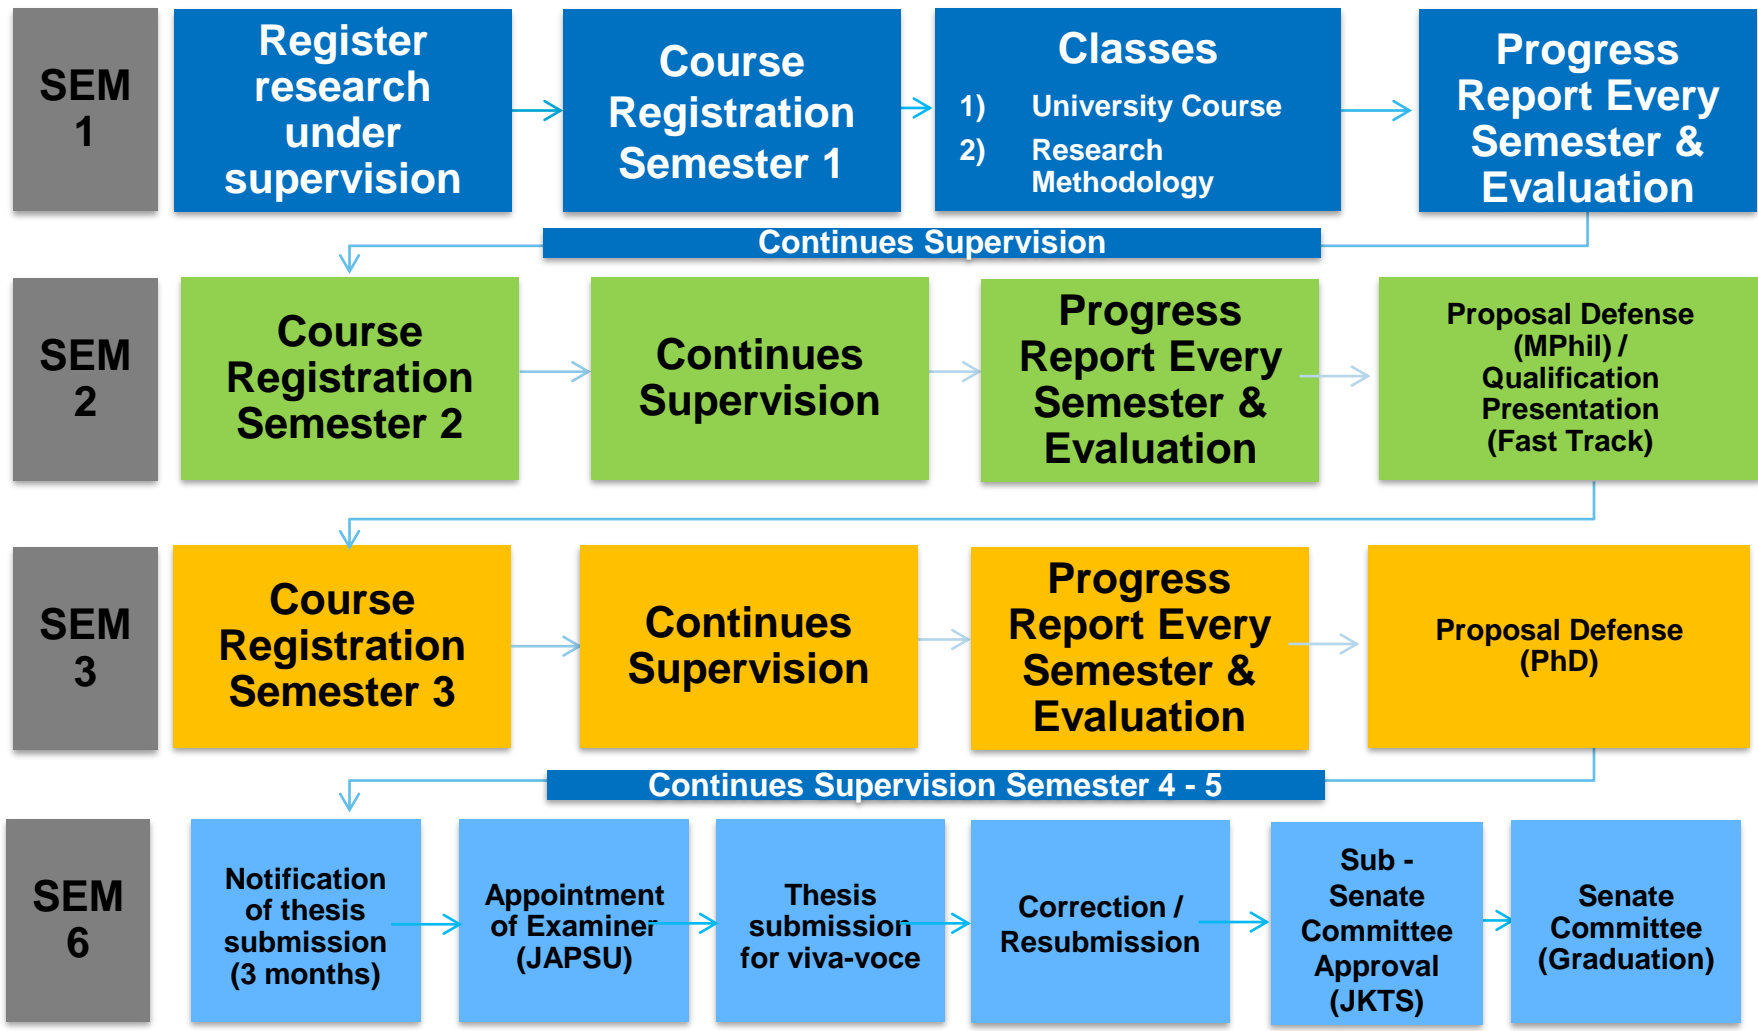 SEM
1
Register
research
under
supervision
Course
Registration
Semester 1
Classes
1) University Course
2) Research
Methodology
Progress
Report Every
Semester &
Evaluation
Continues Supervision
SEM
2
Course
Registration
Semester 2
Continues
Supervision
Progress
Report Every
Semester &
Evaluation
Proposal Defense
(MPhil) /
Qualification
Presentation
(Fast Track)
SEM
3
Course
Registration
Semester 3
Continues
Supervision
Progress
Report Every
Semester &
Evaluation
Proposal Defense
(PhD)
Continues Supervision Semester 4 - 5
SEM
6
Notification
of thesis
submission
(3 months)
Appointment
of Examiner
(JAPSU)
Thesis
submission
for viva-voce
Correction /
Resubmission
Sub -
Senate
Committee
Approval
(JKTS)
Senate
Committee
(Graduation)